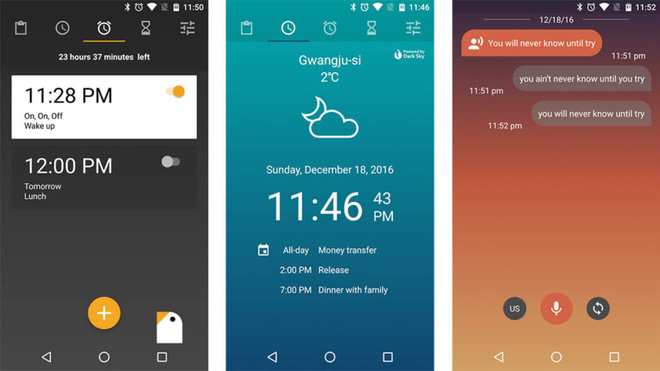 11:50
23 hours 37 minutes left
11:28 PM
On, On, Off
Wake up
12:00 PM
Tomorrow
Lunch
11:46
Gwangju-si
Powered by
Dark Sky
2℃
Sunday, December 18, 2016
11:46 43 PM
All-day Money transfer
2:00 PM Release
7:00 PM Dinner with family
11:52
12/18/16
You will never know until try
11:51 pm
you ain't never know until you try
11:51 pm
you will never know until try
11:52 pm
US